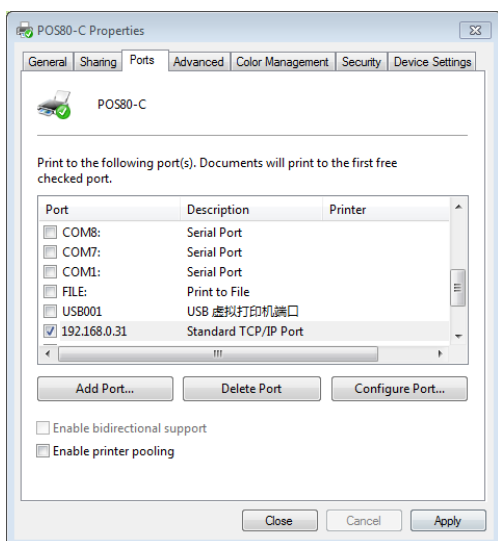 POS80-C Properties
General Sharing Ports Advanced Color Management Security Device Settings
POS80-C
Print to the following port(s). Documents will print to the first free
checked port.
Port Description Printer
COM8: Serial Port
COM7: Serial Port
COM1: Serial Port
FILE: Print to File
USB001 USB 虚拟打印机端口
192.168.0.31 Standard TCP/IP Port
Add Port... Delete Port Configure Port...
Enable bidirectional support
Enable printer pooling
Close Cancel Apply